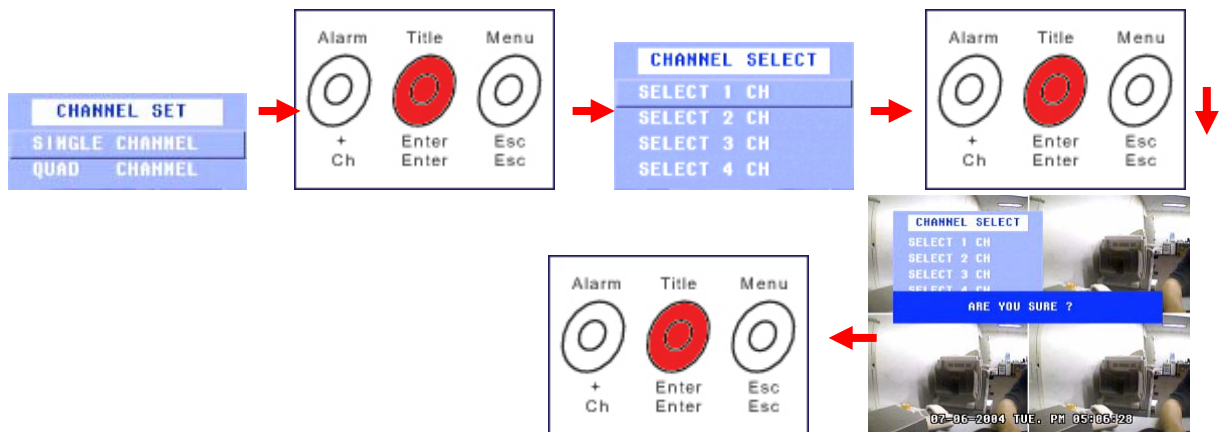 CHANNEL SET
SINGLE CHANNEL
QUAD CHANNEL
Alarm Title Menu
+ Enter Esc
Ch Enter Esc
CHANNEL SELECT
SELECT 1 CH
SELECT 2 CH
SELECT 3 CH
SELECT 4 CH
Alarm Title Menu
+ Enter Esc
Ch Enter Esc
CHANNEL SELECT
SELECT 1 CH
SELECT 2 CH
SELECT 3 CH
SELECT 4 CH
ARE YOU SURE ?
07-06-2004 TUE. PM 05:06:28
Alarm Title Menu
+ Enter Esc
Ch Enter Esc